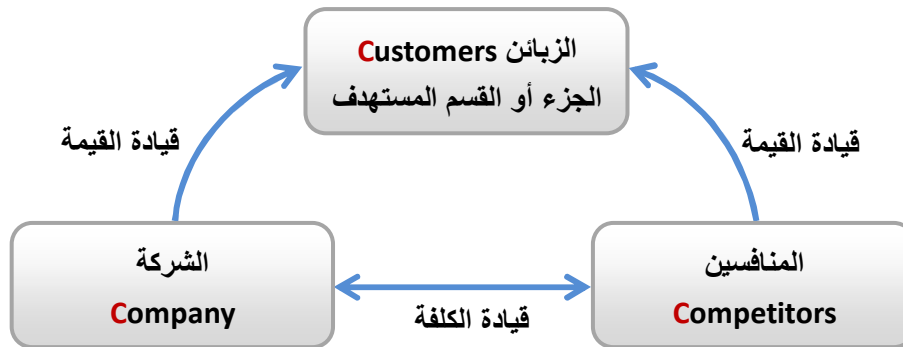 الزبائن Customers
الجزء أو القسم المستهدف
قيادة القيمة
قيادة القيمة
المنافسين
Competitors
الشركة
Company
قيادة الكلفة